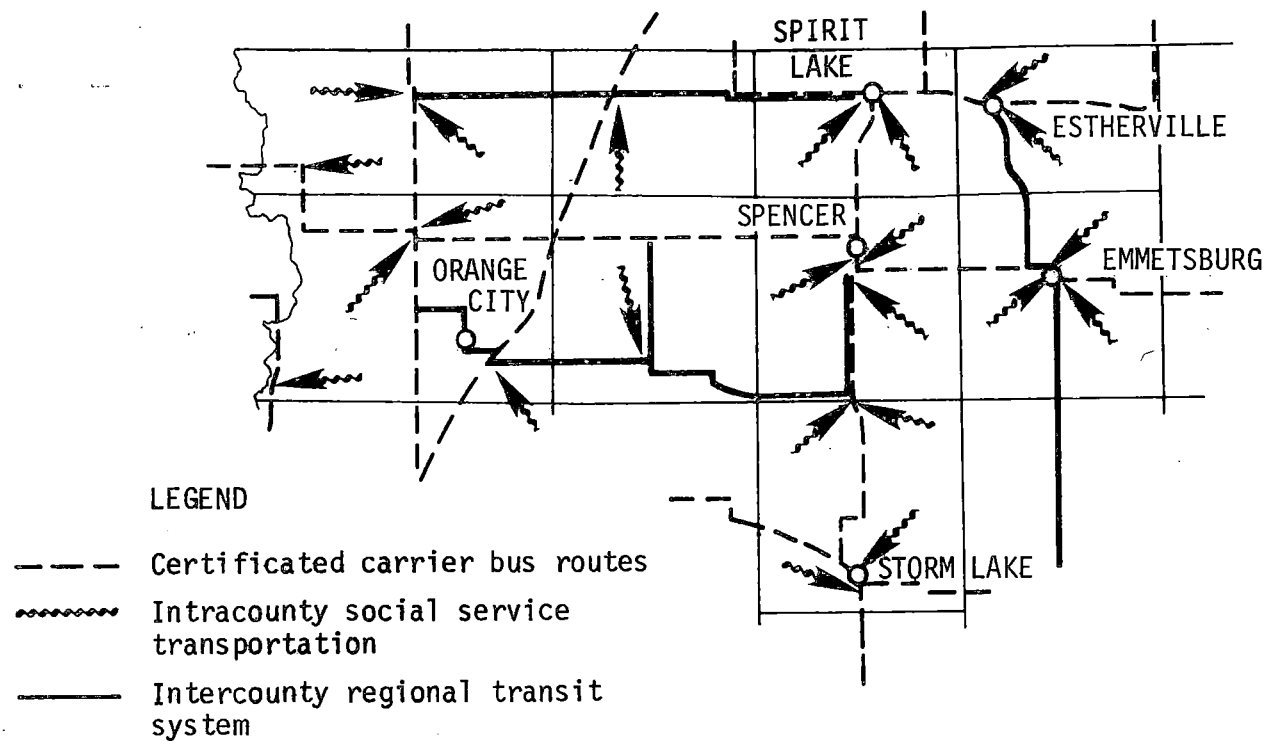 SPIRIT
LAKE
ESTHERVILLE
SPENCER
EMMETSBURG
ORANGE
CITY
STORM LAKE
LEGEND
Certificated carrier bus routes
Intracounty social service
transportation
Intercounty regional transit
system